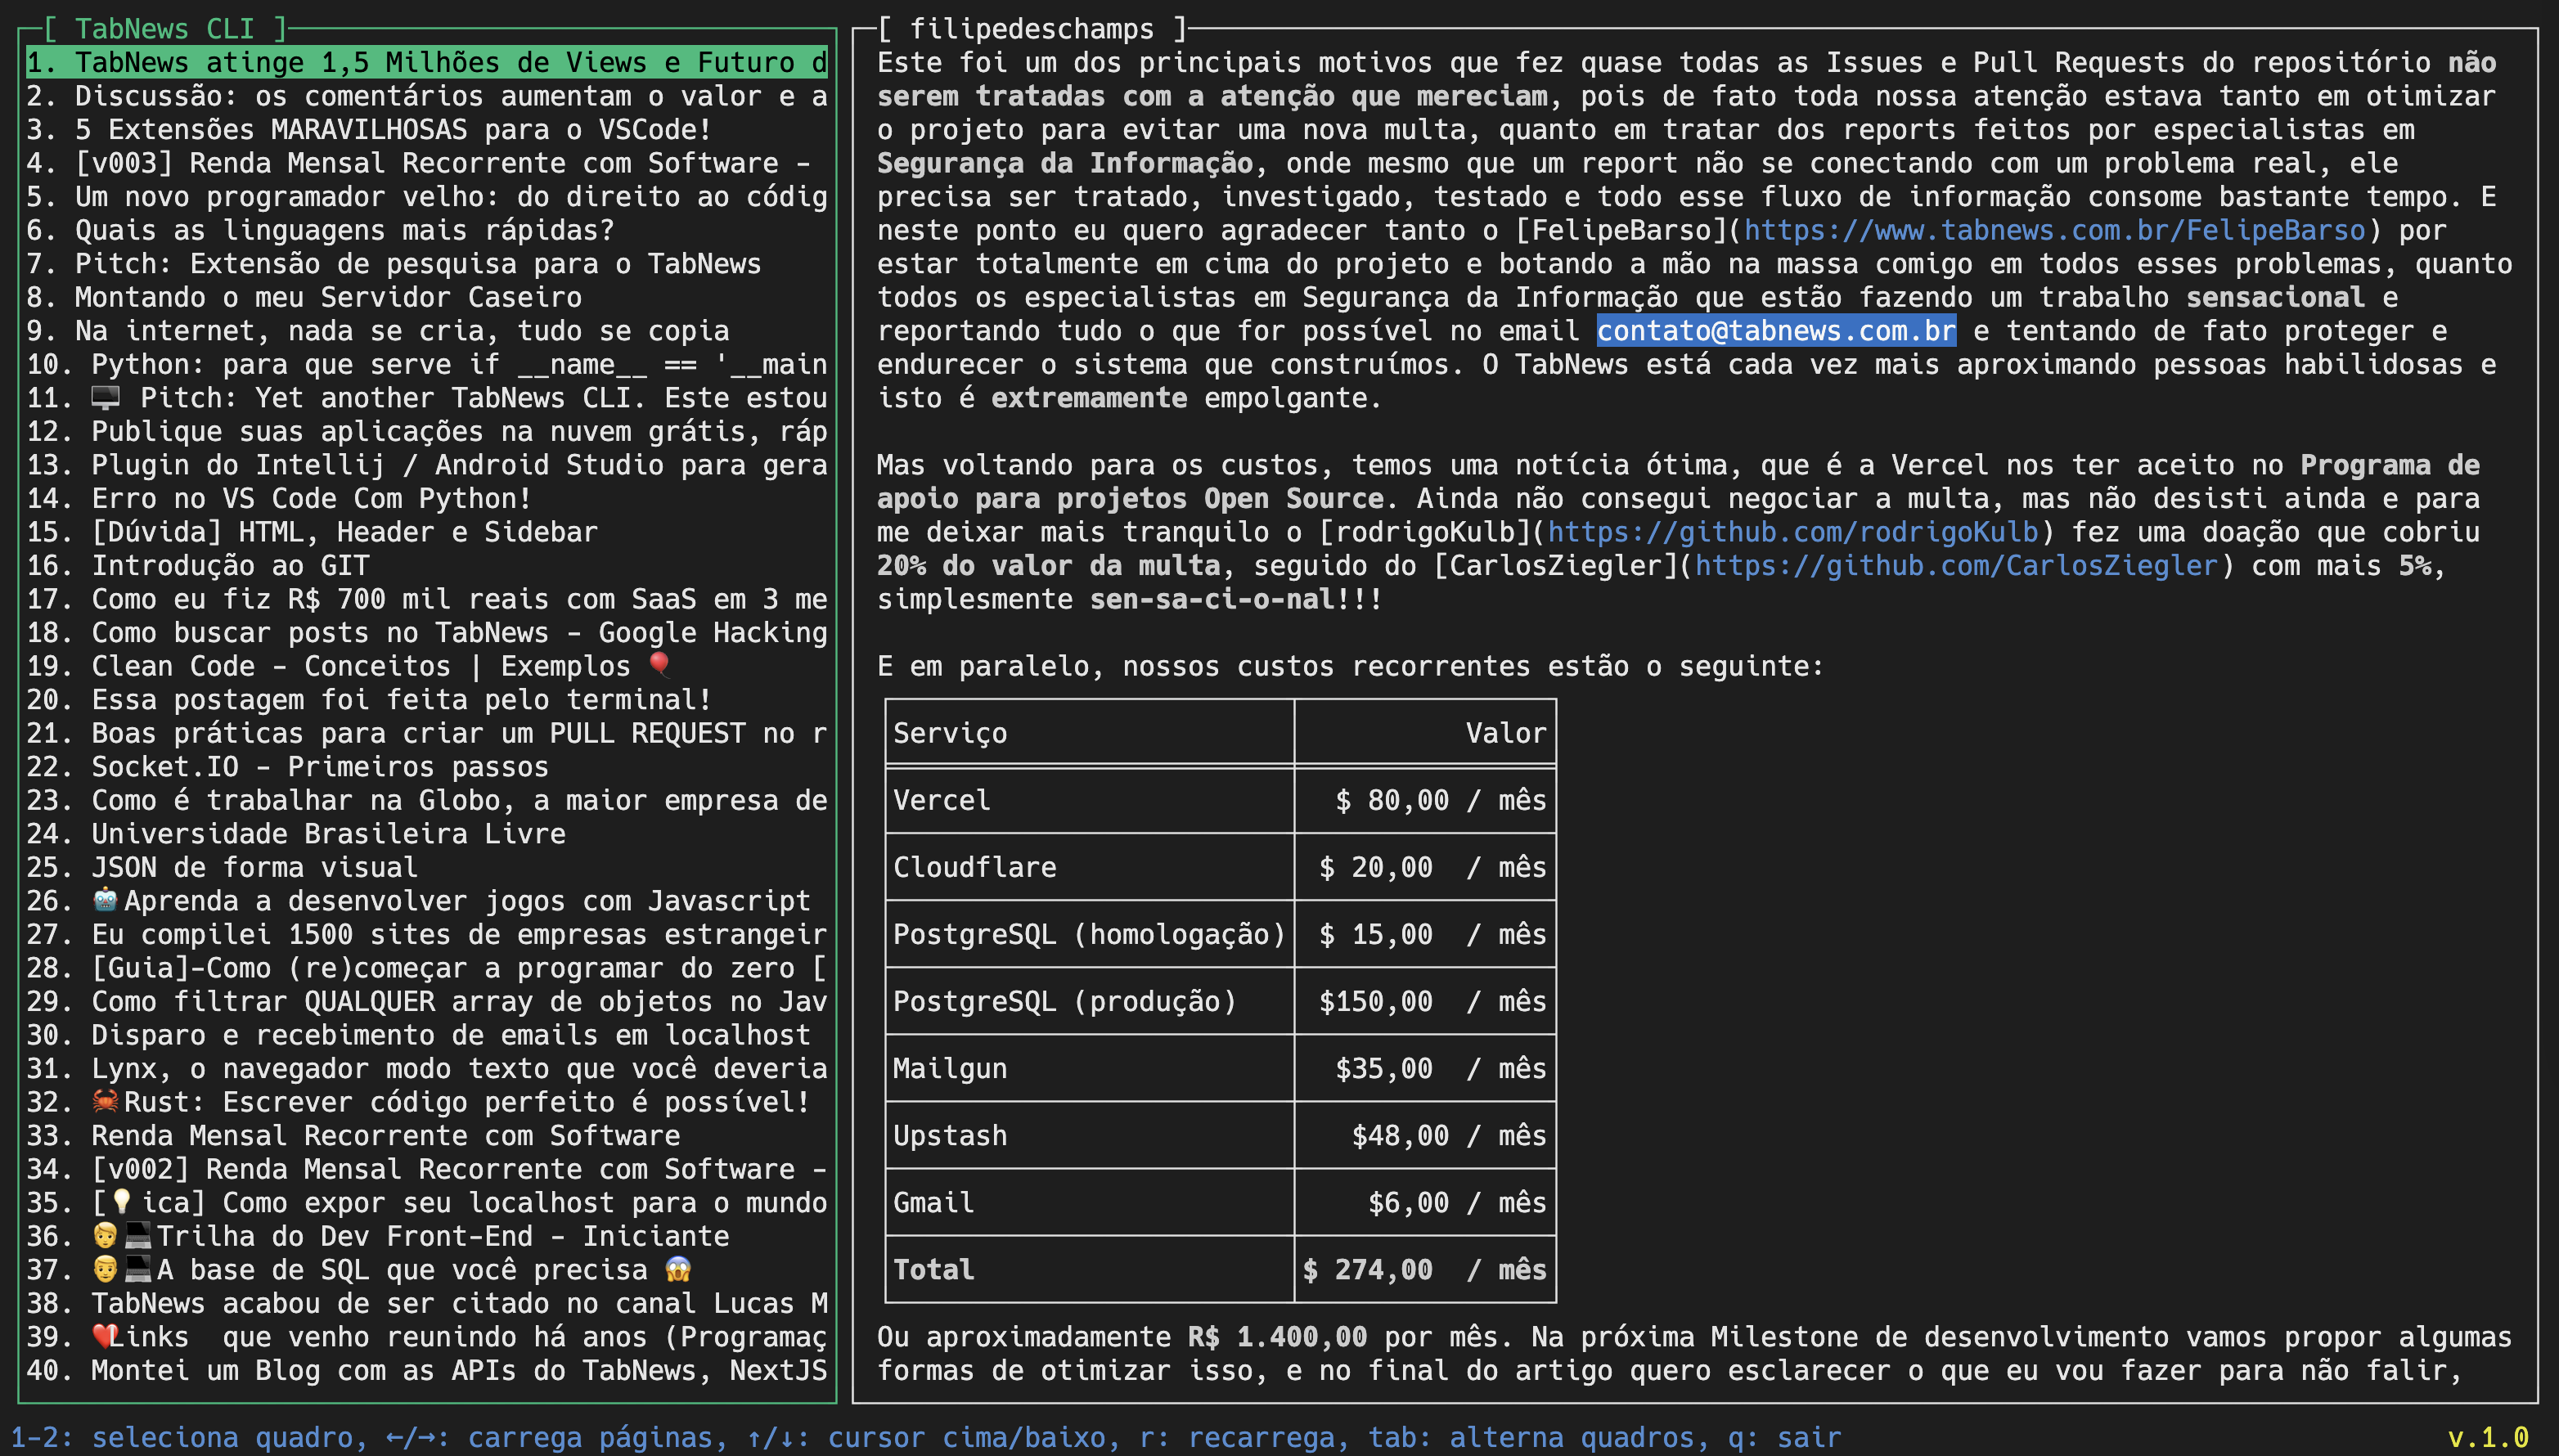 [ TabNews CLI ]
1. TabNews atinge 1,5 Milhões de Views e Futuro d
2. Discussão: os comentários aumentam o valor e a
3. 5 Extensões MARAVILHOSAS para o VSCode!
4. [v003] Renda Mensal Recorrente com Software -
5. Um novo programador velho: do direito ao códig
6. Quais as linguagens mais rápidas?
7. Pitch: Extensão de pesquisa para o TabNews
8. Montando o meu Servidor Caseiro
9. Na internet, nada se cria, tudo se copia
10. Python: para que serve if __name__ == '__main
11. 🖥️ Pitch: Yet another TabNews CLI. Este estou
12. Publique suas aplicações na nuvem grátis, ráp
13. Plugin do Intellij / Android Studio para gera
14. Erro no VS Code Com Python!
15. [Dúvida] HTML, Header e Sidebar
16. Introdução ao GIT
17. Como eu fiz R$ 700 mil reais com SaaS em 3 me
18. Como buscar posts no TabNews - Google Hacking
19. Clean Code - Conceitos | Exemplos 🎈
20. Essa postagem foi feita pelo terminal!
21. Boas práticas para criar um PULL REQUEST no r
22. Socket.IO - Primeiros passos
23. Como é trabalhar na Globo, a maior empresa de
24. Universidade Brasileira Livre
25. JSON de forma visual
26. 🤖Aprenda a desenvolver jogos com Javascript
27. Eu compilei 1500 sites de empresas estrangeir
28. [Guia]-Como (re)começar a programar do zero [
29. Como filtrar QUALQUER array de objetos no Jav
30. Disparo e recebimento de emails em localhost
31. Lynx, o navegador modo texto que você deveria
32. 🦀Rust: Escrever código perfeito é possível!
33. Renda Mensal Recorrente com Software
34. [v002] Renda Mensal Recorrente com Software -
35. [💡ica] Como expor seu localhost para o mundo
36. 🧑💻Trilha do Dev Front-End - Iniciante
37. 👨💻A base de SQL que você precisa 😱
38. TabNews acabou de ser citado no canal Lucas M
39. ❤️Links  que venho reunindo há anos (Programaç
40. Montei um Blog com as APIs do TabNews, NextJS
[ filipedeschamps ]
Este foi um dos principais motivos que fez quase todas as Issues e Pull Requests do repositório não
serem tratadas com a atenção que mereciam, pois de fato toda nossa atenção estava tanto em otimizar
o projeto para evitar uma nova multa, quanto em tratar dos reports feitos por especialistas em
Segurança da Informação, onde mesmo que um report não se conectando com um problema real, ele
precisa ser tratado, investigado, testado e todo esse fluxo de informação consome bastante tempo. E
neste ponto eu quero agradecer tanto o [FelipeBarso](https://www.tabnews.com.br/FelipeBarso) por
estar totalmente em cima do projeto e botando a mão na massa comigo em todos esses problemas, quanto
todos os especialistas em Segurança da Informação que estão fazendo um trabalho sensacional e
reportando tudo o que for possível no email contato@tabnews.com.br e tentando de fato proteger e
endurecer o sistema que construímos. O TabNews está cada vez mais aproximando pessoas habilidosas e
isto é extremamente empolgante.
Mas voltando para os custos, temos uma notícia ótima, que é a Vercel nos ter aceito no Programa de
apoio para projetos Open Source. Ainda não consegui negociar a multa, mas não desisti ainda e para
me deixar mais tranquilo o [rodrigoKulb](https://github.com/rodrigoKulb) fez uma doação que cobriu
20% do valor da multa, seguido do [CarlosZiegler](https://github.com/CarlosZiegler) com mais 5%,
simplesmente sen-sa-ci-o-nal!!!
E em paralelo, nossos custos recorrentes estão o seguinte:
Serviço Valor
Vercel $ 80,00 / mês
Cloudflare $ 20,00 / mês
PostgreSQL (homologação) $ 15,00 / mês
PostgreSQL (produção) $150,00 / mês
Mailgun $35,00 / mês
Upstash $48,00 / mês
Gmail $6,00 / mês
Total $ 274,00 / mês
Ou aproximadamente R$ 1.400,00 por mês. Na próxima Milestone de desenvolvimento vamos propor algumas
formas de otimizar isso, e no final do artigo quero esclarecer o que eu vou fazer para não falir,
1-2: seleciona quadro, ←/→: carrega páginas, ↑/↓: cursor cima/baixo, r: recarrega, tab: alterna quadros, q: sair
v.1.0